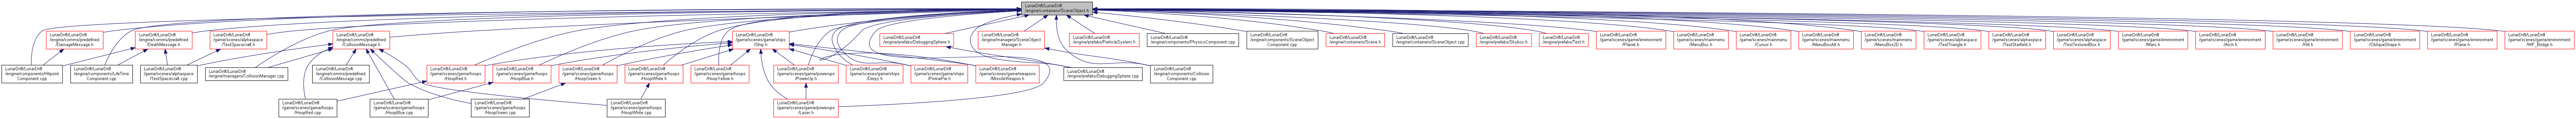 LunarDrift/LunarDrift
/engine/containers/SceneObject.h
LunarDrift/LunarDrift
/engine/comms/predefined
/DamageMessage.h
LunarDrift/LunarDrift
/engine/comms/predefined
/DeathMessage.h
LunarDrift/LunarDrift
/game/scenes/alphaspace
/TestSpacecraft.h
LunarDrift/LunarDrift
/engine/comms/predefined
/CollisionMessage.h
LunarDrift/LunarDrift
/game/scenes/game/ships
/Ship.h
LunarDrift/LunarDrift
/engine/prefabs/DebuggingSphere.h
LunarDrift/LunarDrift
/engine/managers/SceneObject
Manager.h
LunarDrift/LunarDrift
/engine/prefabs/ParticleSystem.h
LunarDrift/LunarDrift
/engine/components/PhysicsComponent.cpp
LunarDrift/LunarDrift
/engine/components/SceneObject
Component.cpp
LunarDrift/LunarDrift
/engine/containers/Scene.h
LunarDrift/LunarDrift
/engine/containers/SceneObject.cpp
LunarDrift/LunarDrift
/engine/prefabs/Skybox.h
LunarDrift/LunarDrift
/engine/prefabs/Text.h
LunarDrift/LunarDrift
/game/scenes/game/environment
/Planet.h
LunarDrift/LunarDrift
/game/scenes/mainmenu
/MenuBox.h
LunarDrift/LunarDrift
/game/scenes/mainmenu
/Cursor.h
LunarDrift/LunarDrift
/game/scenes/mainmenu
/MenuBoxAlt.h
LunarDrift/LunarDrift
/game/scenes/mainmenu
/MenuBox2D.h
LunarDrift/LunarDrift
/game/scenes/alphaspace
/TestTriangle.h
LunarDrift/LunarDrift
/game/scenes/alphaspace
/TestStarfield.h
LunarDrift/LunarDrift
/game/scenes/alphaspace
/TestTexturedBox.h
LunarDrift/LunarDrift
/game/scenes/game/environment
/Mars.h
LunarDrift/LunarDrift
/game/scenes/game/environment
/Arch.h
LunarDrift/LunarDrift
/game/scenes/game/environment
/Hill.h
LunarDrift/LunarDrift
/game/scenes/game/environment
/ObltqueShape.h
LunarDrift/LunarDrift
/game/scenes/game/environment
/Plane.h
LunarDrift/LunarDrift
/game/scenes/game/environment
/WF_Bridge.h
LunarDrift/LunarDrift
/engine/components/Hitpoint
Component.cpp
LunarDrift/LunarDrift
/engine/components/LifeTime
Component.cpp
LunarDrift/LunarDrift
/game/scenes/alphaspace
/TestSpacecraft.cpp
LunarDrift/LunarDrift
/engine/managers/CollisionManager.cpp
LunarDrift/LunarDrift
/engine/comms/predefined
/CollisionMessage.cpp
LunarDrift/LunarDrift
/game/scenes/game/hoops
/HoopRed.h
LunarDrift/LunarDrift
/game/scenes/game/hoops
/HoopBlue.h
LunarDrift/LunarDrift
/game/scenes/game/hoops
/HoopGreen.h
LunarDrift/LunarDrift
/game/scenes/game/hoops
/HoopWhite.h
LunarDrift/LunarDrift
/game/scenes/game/hoops
/HoopYellow.h
LunarDrift/LunarDrift
/game/scenes/game/powerups
/PowerUp.h
LunarDrift/LunarDrift
/game/scenes/game/ships
/Derpy.h
LunarDrift/LunarDrift
/game/scenes/game/ships
/PinkiePie.h
LunarDrift/LunarDrift
/game/scenes/game/weapons
/MissileWeapon.h
LunarDrift/LunarDrift
/engine/prefabs/DebuggingSphere.cpp
LunarDrift/LunarDrift
/engine/components/Collision
Component.cpp
LunarDrift/LunarDrift
/game/scenes/game/hoops
/HoopRed.cpp
LunarDrift/LunarDrift
/game/scenes/game/hoops
/HoopBlue.cpp
LunarDrift/LunarDrift
/game/scenes/game/hoops
/HoopGreen.cpp
LunarDrift/LunarDrift
/game/scenes/game/hoops
/HoopWhite.cpp
LunarDrift/LunarDrift
/game/scenes/game/powerups
/Laser.h